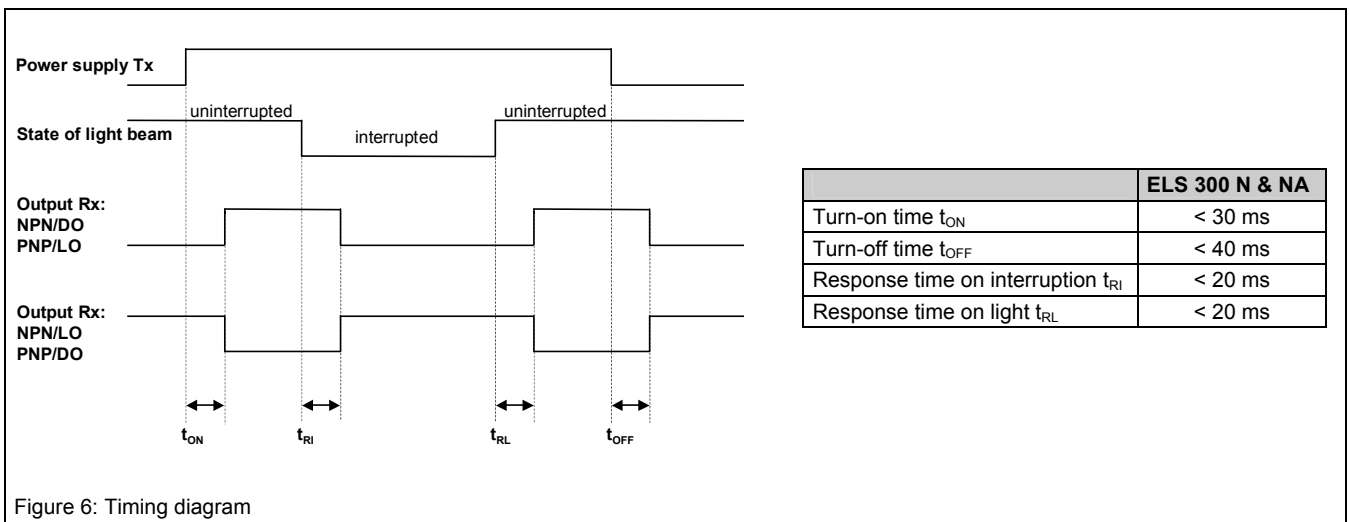 Power supply Tx
uninterrupted
uninterrupted
State of light beam
interrupted
Output Rx:
NPN/DO
PNP/LO
Output Rx:
NPN/LO
PNP/DO
tON
tRI
tRL
tOFF
ELS 300 N & NA
Turn-on time tON < 30 ms
Turn-off time tOFF < 40 ms
Response time on interruption tRI < 20 ms
Response time on light tRL < 20 ms
Figure 6: Timing diagram